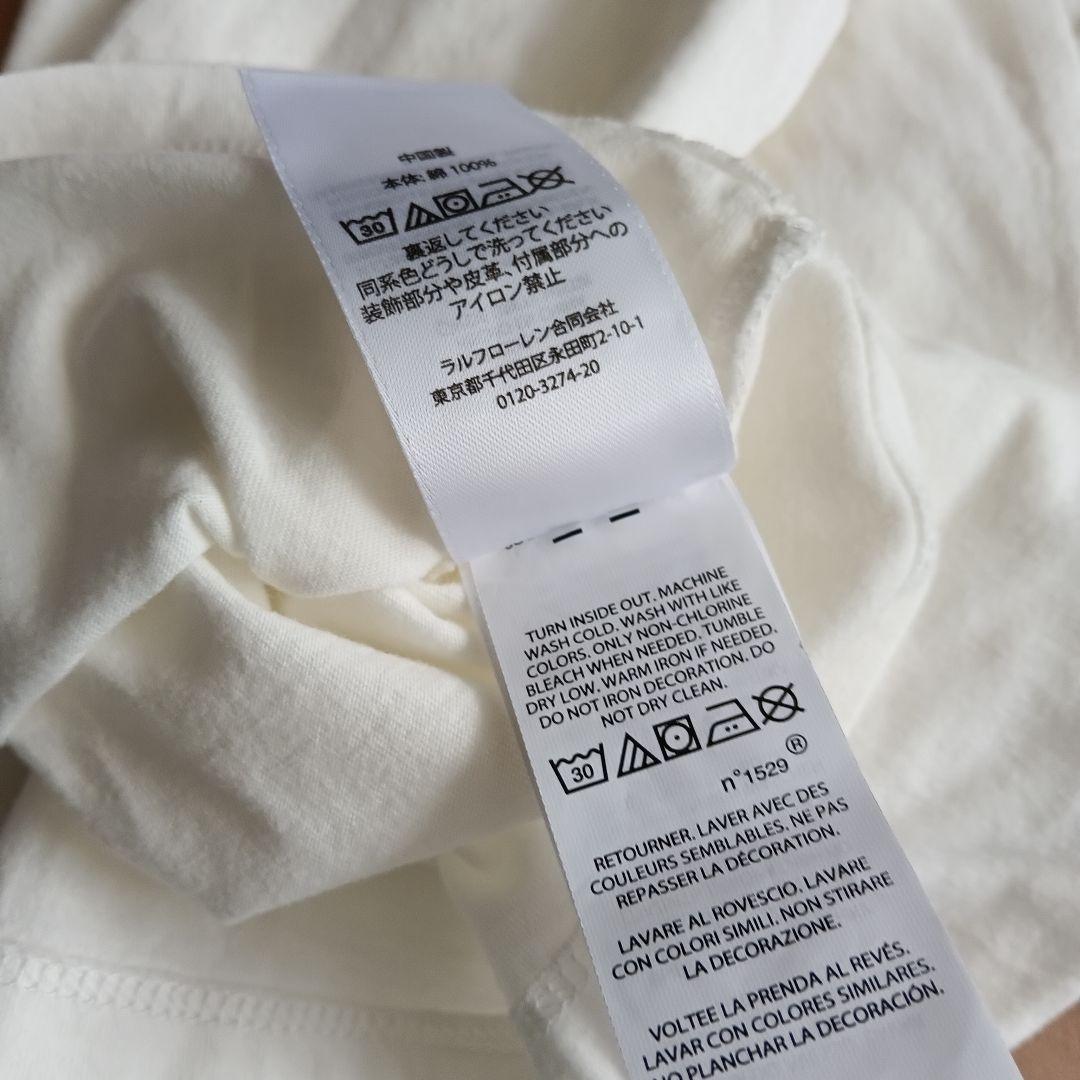 中国製
本体: 綿 100%
30
裏返してください
同系色どうしで洗ってください
装飾部分や皮革、付属部分への
アイロン禁止
ラルフローレン合同会社
東京都千代田区永田町2-10-1
0120-3274-20
TURN INSIDE OUT. MACHINE
WASH COLD. WASH WITH LIKE
COLORS. ONLY NON-CHLORINE
BLEACH WHEN NEEDED. TUMBLE
DRY LOW. WARM IRON IF NEEDED.
DO NOT IRON DECORATION. DO
NOT DRY CLEAN.
30
n°1529 ®
RETOURNER. LAVER AVEC DES
COULEURS SEMBLABLES. NE PAS
REPASSER LA DÉCORATION.
LAVARE AL ROVESCIO. LAVARE
CON COLORI SIMILI. NON STIRARE
LA DECORAZIONE.
VOLTEE LA PRENDA AL REVÉS.
LAVAR CON COLORES SIMILARES.
NO PLANCHAR LA DECORACIÓN.